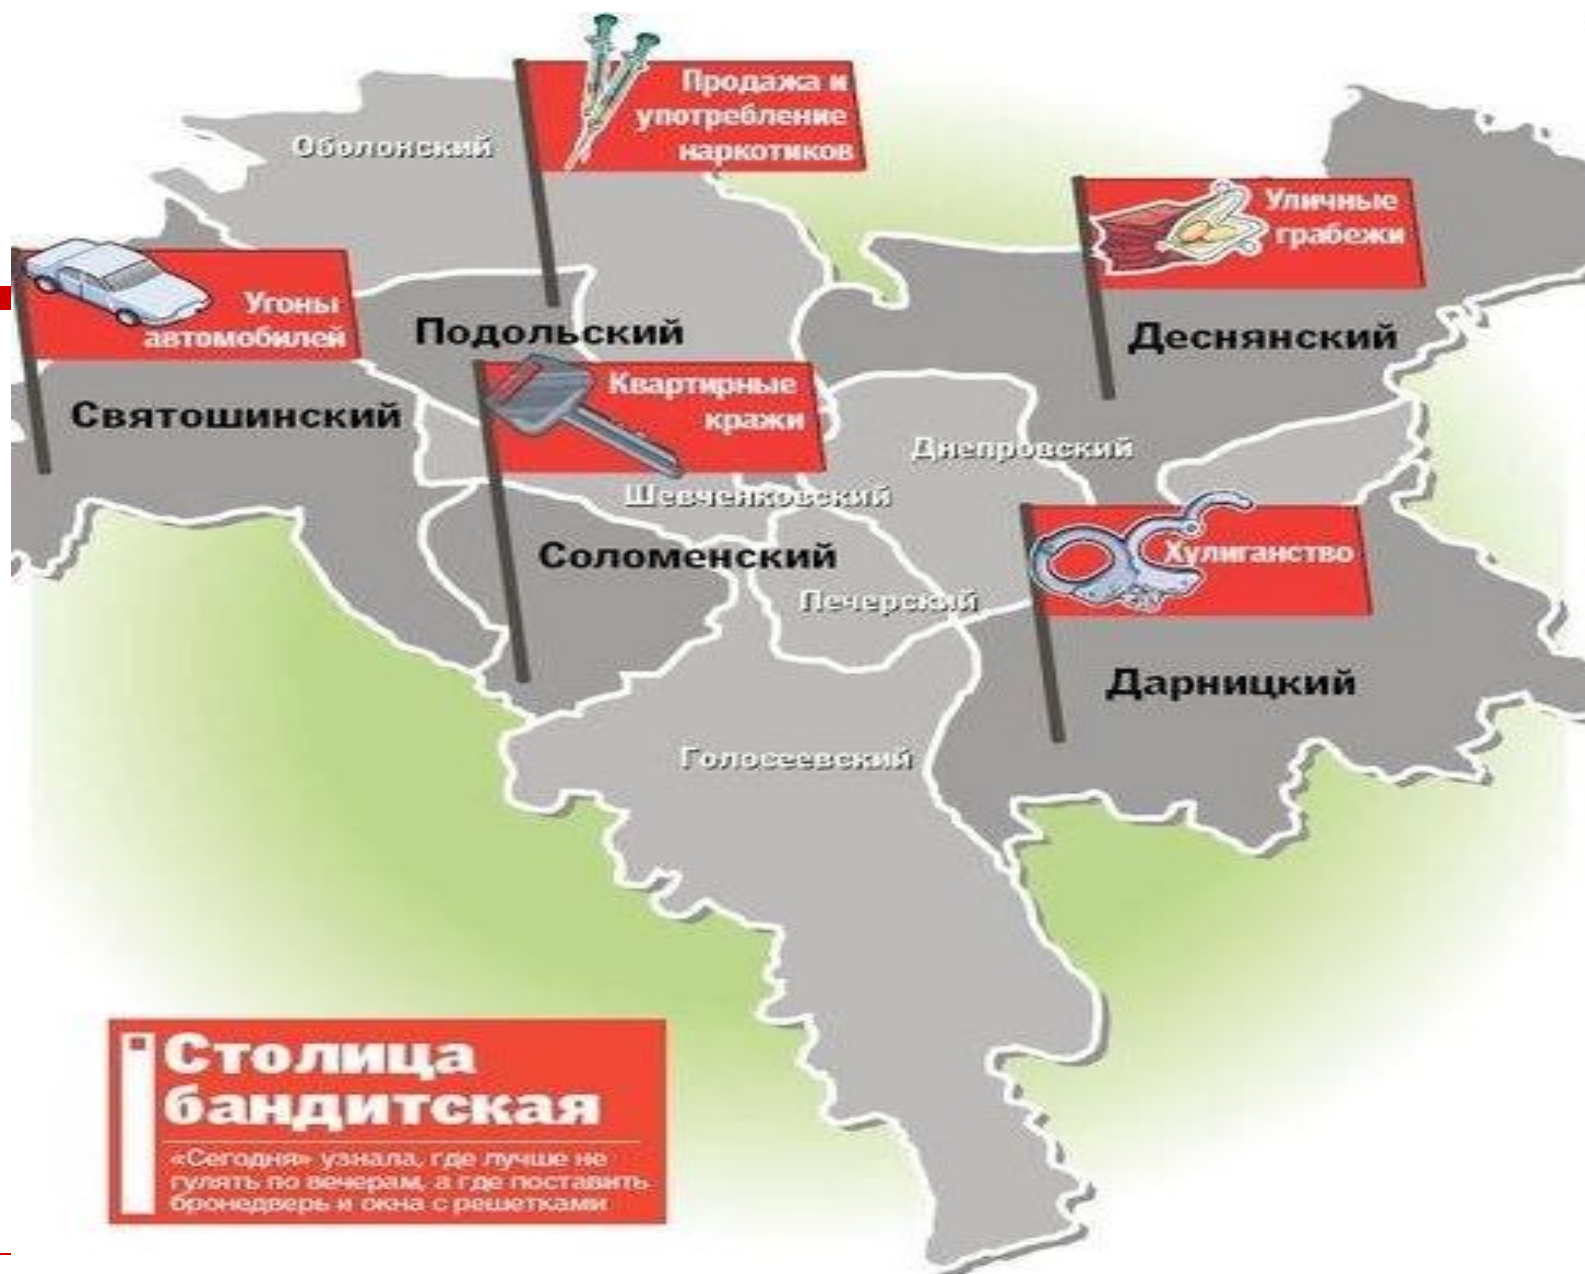 Продажа и
употребление
наркотиков
Оболонский
Уличные
грабежи
Угоны
автомобилей
Подольский
Деснянский
Квартирные
кражи
Святошинский
Днепровский
Шевченковский
Соломенский
Хулиганство
Печерский
Дарницкий
Голосеевский
Столица
бандитская
«Сегодня» узнала, где лучше не
гулять по вечерам, а где поставить
бронедверь и окна с решетками